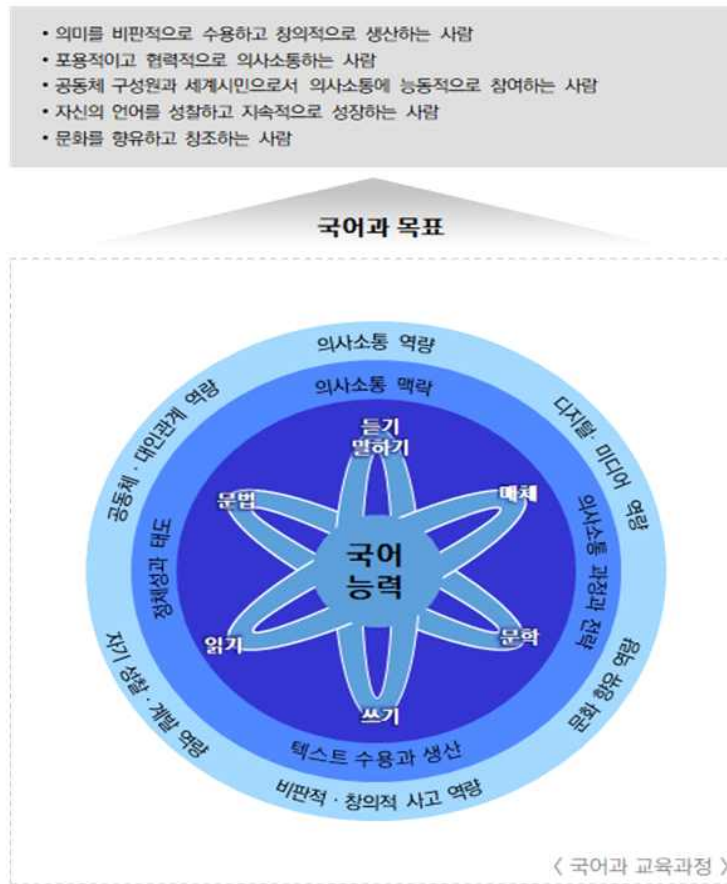 • 의미를 비판적으로 수용하고 창의적으로 생산하는 사람
• 포용적이고 협력적으로 의사소통하는 사람
• 공동체 구성원과 세계시민으로서 의사소통에 능동적으로 참여하는 사람
• 자신의 언어를 성찰하고 지속적으로 성장하는 사람
• 문화를 향유하고 창조하는 사람
국어과 목표
의사소통 역량
의사소통 맥락
공동체·대인관계 역량
디지털·미디어 역량
듣기
말하기
문법
매체
정체성과 태도
의사소통 과정과 전략
국어
능력
읽기
문학
쓰기
자기 성찰·계발 역량
문화 향유 역량
텍스트 수용과 생산
비판적·창의적 사고 역량
〈 국어과 교육과정 〉